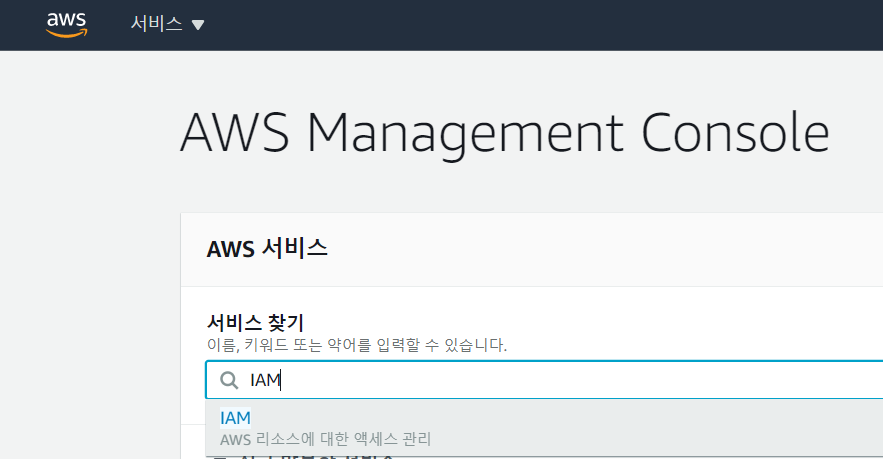 aws 서비스
AWS Management Console
AWS 서비스
서비스 찾기
이름, 키워드 또는 약어를 입력할 수 있습니다.
IAM
IAM
AWS 리소스에 대한 액세스 관리